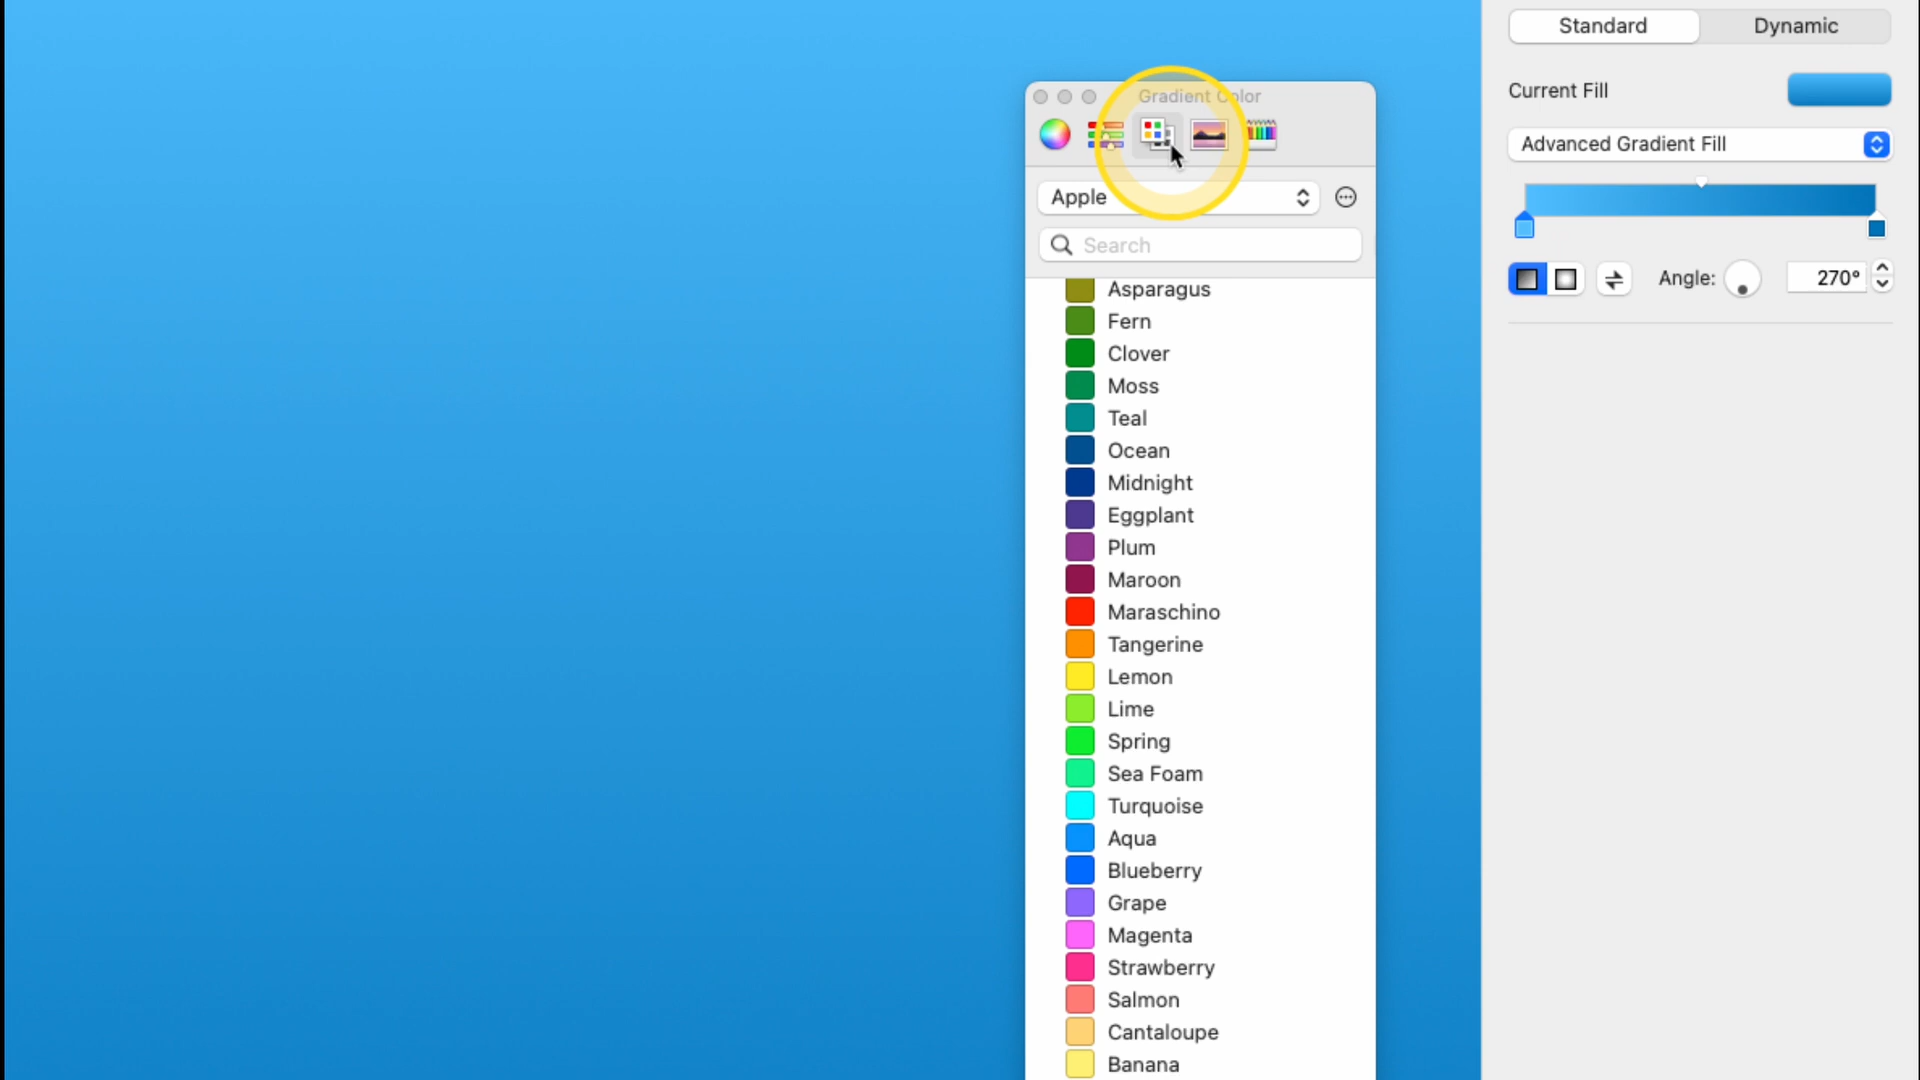 Standard Dynamic
Gradient Color
Current Fill
Advanced Gradient Fill
Apple
Search
Angle: 270°
Asparagus
Fern
Clover
Moss
Teal
Ocean
Midnight
Eggplant
Plum
Maroon
Maraschino
Tangerine
Lemon
Lime
Spring
Sea Foam
Turquoise
Aqua
Blueberry
Grape
Magenta
Strawberry
Salmon
Cantaloupe
Banana